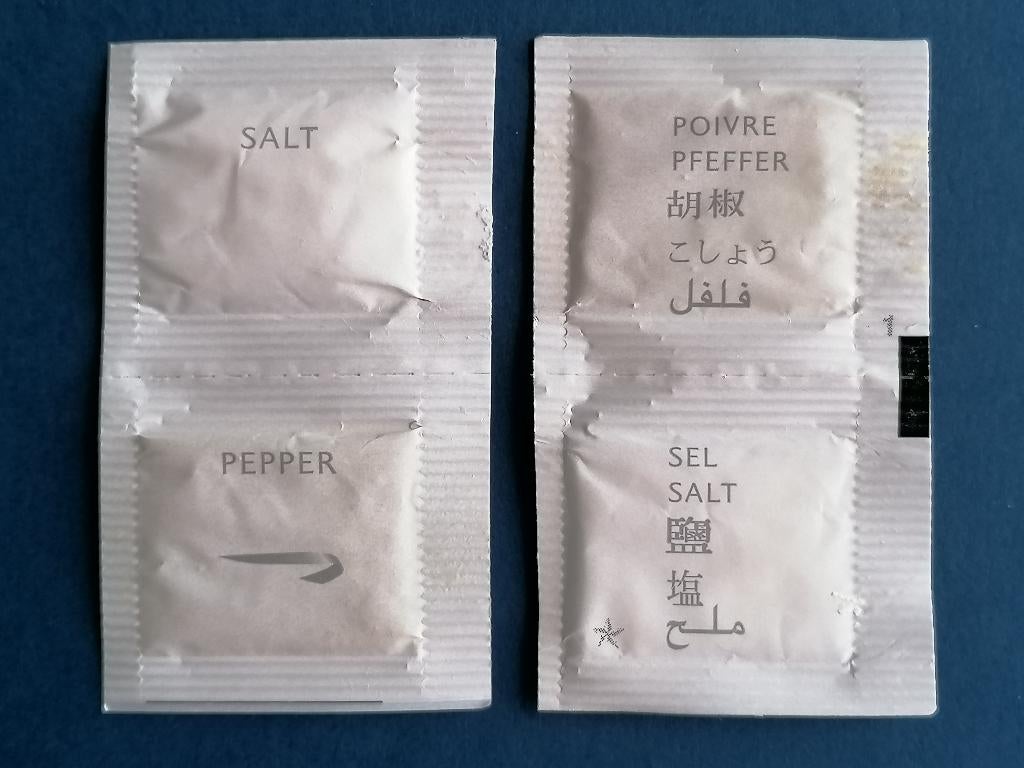 SALT
PEPPER
POIVRE
PFEFFER
胡椒
こしょう
فلفل
SEL
SALT
鹽
塩
ملح